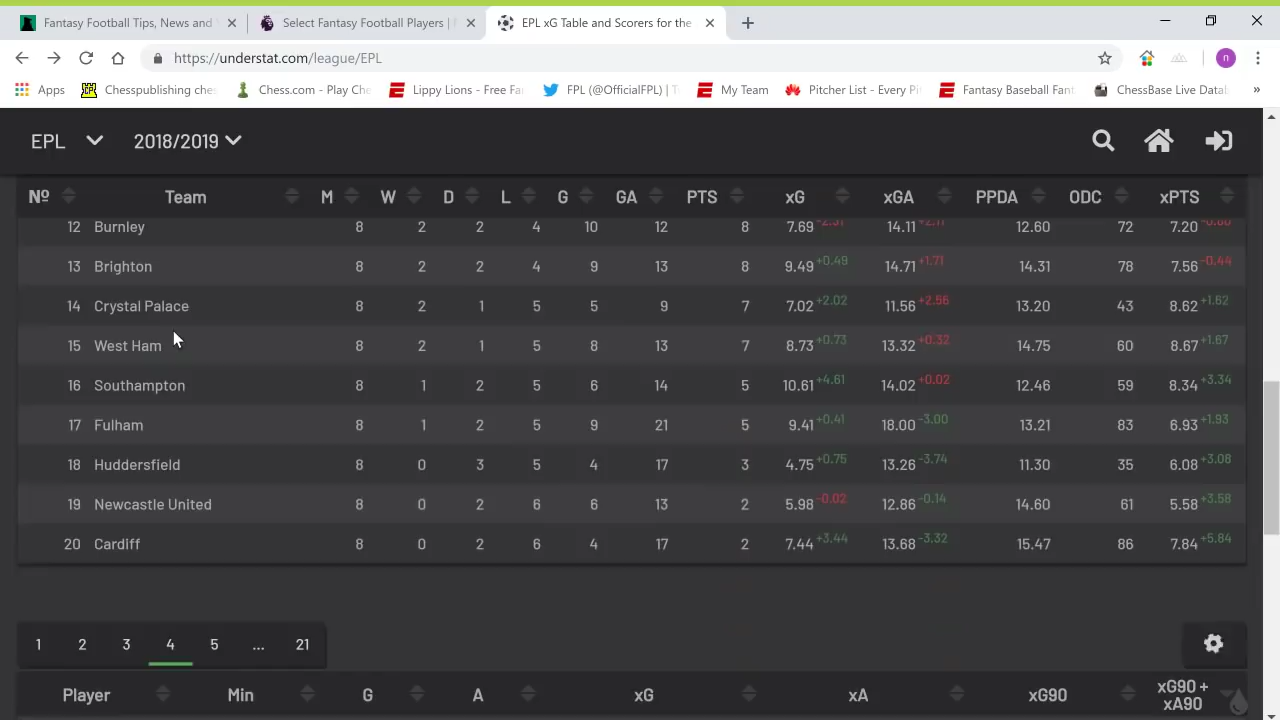 Fantasy Football Tips, News and
Select Fantasy Football Players |
EPL xG Table and Scorers for the
https://understat.com/league/EPL
n
Apps
Chesspublishing ches
Chess.com - Play Che
Lippy Lions - Free Fa
FPL (@OfficialFPL) | T
My Team
Pitcher List - Every Pi
Fantasy Baseball Fant
ChessBase Live Datab
»
EPL
2018/2019
Nº Team M W D L G GA PTS xG xGA PPDA ODC xPTS
12 Burnley 8 2 2 4 10 12 8 7.69 -2.31 14.11 +2.11 12.60 72 7.20 -0.80
13 Brighton 8 2 2 4 9 13 8 9.49 +0.49 14.71 +1.71 14.31 78 7.56 -0.44
14 Crystal Palace 8 2 1 5 5 9 7 7.02 +2.02 11.56 +2.56 13.20 43 8.62 +1.62
15 West Ham 8 2 1 5 8 13 7 8.73 +0.73 13.32 +0.32 14.75 60 8.67 +1.67
16 Southampton 8 1 2 5 6 14 5 10.61 +4.61 14.02 +0.02 12.46 59 8.34 +3.34
17 Fulham 8 1 2 5 9 21 5 9.41 +0.41 18.00 -3.00 13.21 83 6.93 +1.93
18 Huddersfield 8 0 3 5 4 17 3 4.75 +0.75 13.26 -3.74 11.30 35 6.08 +3.08
19 Newcastle United 8 0 2 6 6 13 2 5.98 -0.02 12.86 -0.14 14.60 61 5.58 +3.58
20 Cardiff 8 0 2 6 4 17 2 7.44 +3.44 13.68 -3.32 15.47 86 7.84 +5.84
1 2 3 4 5 ... 21
Player Min G A xG xA xG90 xG90 +
xA90